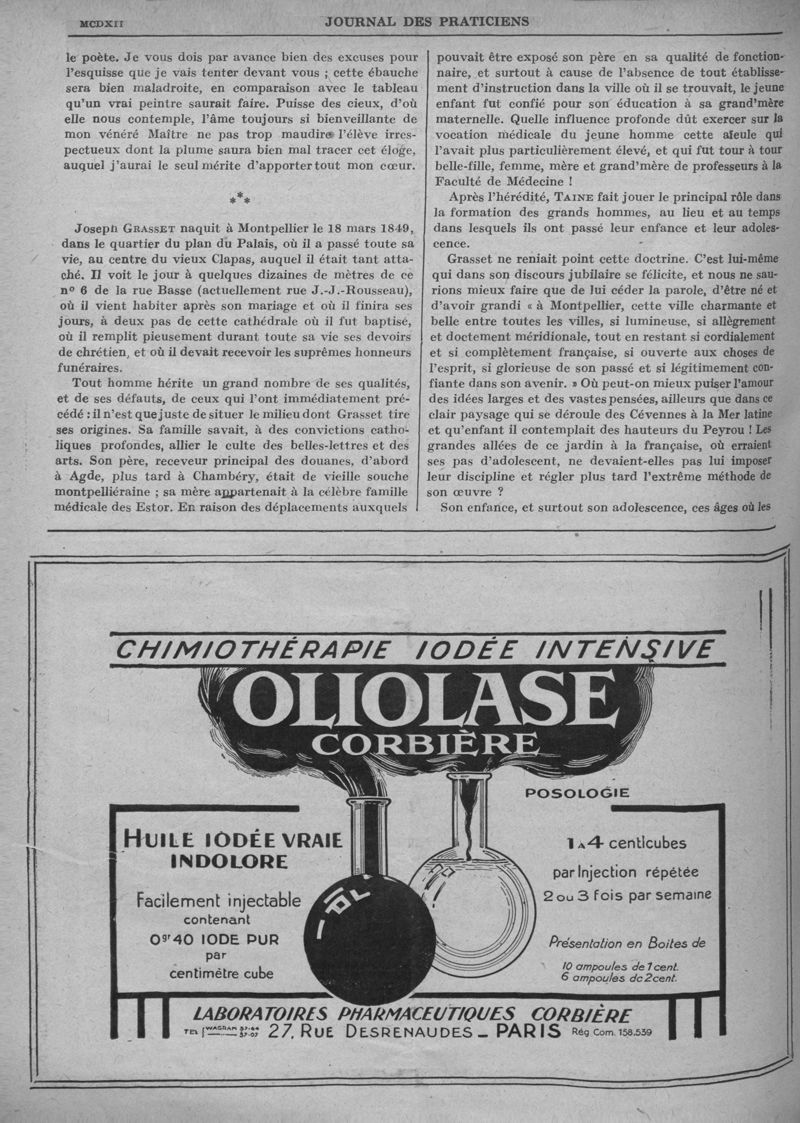 MCDXII
JOURNAL DES PRATICIENS
le poète. Je vous dois par avance bien des excuses pour
l'esquisse que je vais tenter devant vous ; cette ébauche
sera bien maladroite, en comparaison avec le tableau
qu'un vrai peintre saurait faire. Puisse des cieux, d'où
elle nous contemple, l'âme toujours si bienveillante de
mon vénéré Maître ne pas trop maudire l'élève irres-
pectueux dont la plume saura bien mal tracer cet éloge,
auquel j'aurai le seul mérite d'apporter tout mon cœur.
***
Joseph GRASSET naquit à Montpellier le 18 mars 1849,
dans le quartier du plan du Palais, où il a passé toute sa
vie, au centre du vieux Clapas, auquel il était tant atta-
ché. Il voit le jour à quelques dizaines de mètres de ce
nº 6 de la rue Basse (actuellement rue J.-J.-Rousseau),
où il vient habiter après son mariage et où il finira ses
jours, à deux pas de cette cathédrale où il fut baptisé,
où il remplit pieusement durant toute sa vie ses devoirs
de chrétien, et où il devait recevoir les suprêmes honneurs
funéraires.
Tout homme hérite un grand nombre de ses qualités,
et de ses défauts, de ceux qui l'ont immédiatement pré-
cédé : il n'est que juste de situer le milieu dont Grasset tire
ses origines. Sa famille savait, à des convictions catho-
liques profondes, allier le culte des belles-lettres et des
arts. Son père, receveur principal des douanes, d'abord
à Agde, plus tard à Chambéry, était de vieille souche
montpelliéraine ; sa mère appartenait à la célèbre famille
médicale des Estor. En raison des déplacements auxquels
pouvait être exposé son père en sa qualité de fonction-
naire, et surtout à cause de l'absence de tout établisse-
ment d'instruction dans la ville où il se trouvait, le jeune
enfant fut confié pour son éducation à sa grand'mère
maternelle. Quelle influence profonde dût exercer sur la
vocation médicale du jeune homme cette aïeule qui
l'avait plus particulièrement élevé, et qui fut tour à tour
belle-fille, femme, mère et grand'mère de professeurs à la
Faculté de Médecine !
Après l'hérédité, TAINE fait jouer le principal rôle dans
la formation des grands hommes, au lieu et au temps
dans lesquels ils ont passé leur enfance et leur adoles-
cence.
Grasset ne reniait point cette doctrine. C'est lui-même
qui dans son discours jubilaire se félicite, et nous ne sau-
rions mieux faire que de lui céder la parole, d'être né et
d'avoir grandi « à Montpellier, cette ville charmante et
belle entre toutes les villes, si lumineuse, si allègrement
et doctement méridionale, tout en restant si cordialement
et si complètement française, si ouverte aux choses de
l'esprit, si glorieuse de son passé et si légitimement con-
fiante dans son avenir. » Où peut-on mieux puiser l'amour
des idées larges et des vastes pensées, ailleurs que dans ce
clair paysage qui se déroule des Cévennes à la Mer latine
et qu'enfant il contemplait des hauteurs du Peyrou ! Les
grandes allées de ce jardin à la française, où erraient
ses pas d'adolescent, ne devaient-elles pas lui imposer
leur discipline et régler plus tard l'extrême méthode de
son œuvre ?
Son enfance, et surtout son adolescence, ces âges où les
CHIMIOTHÉRAPIE IODÉE INTENSIVE
OLIOLASE
CORBIÈRE
HUILE IODÉE VRAIE
INDOLORE
Facilement injectable
contenant
0gr 40 IODE PUR
par
centimètre cube
POSOLOGIE
1 A 4 centicubes
par Injection répétée
2 ou 3 fois par semaine
Présentation en Boites de
10 ampoules de 1 cent.
6 ampoules de 2 cent.
LABORATOIRES PHARMACEUTIQUES CORBIÈRE
TEL WAGRAM 37-64 37-07 27, RUE DESRENAUDES _ PARIS Rég. Com. 158.539